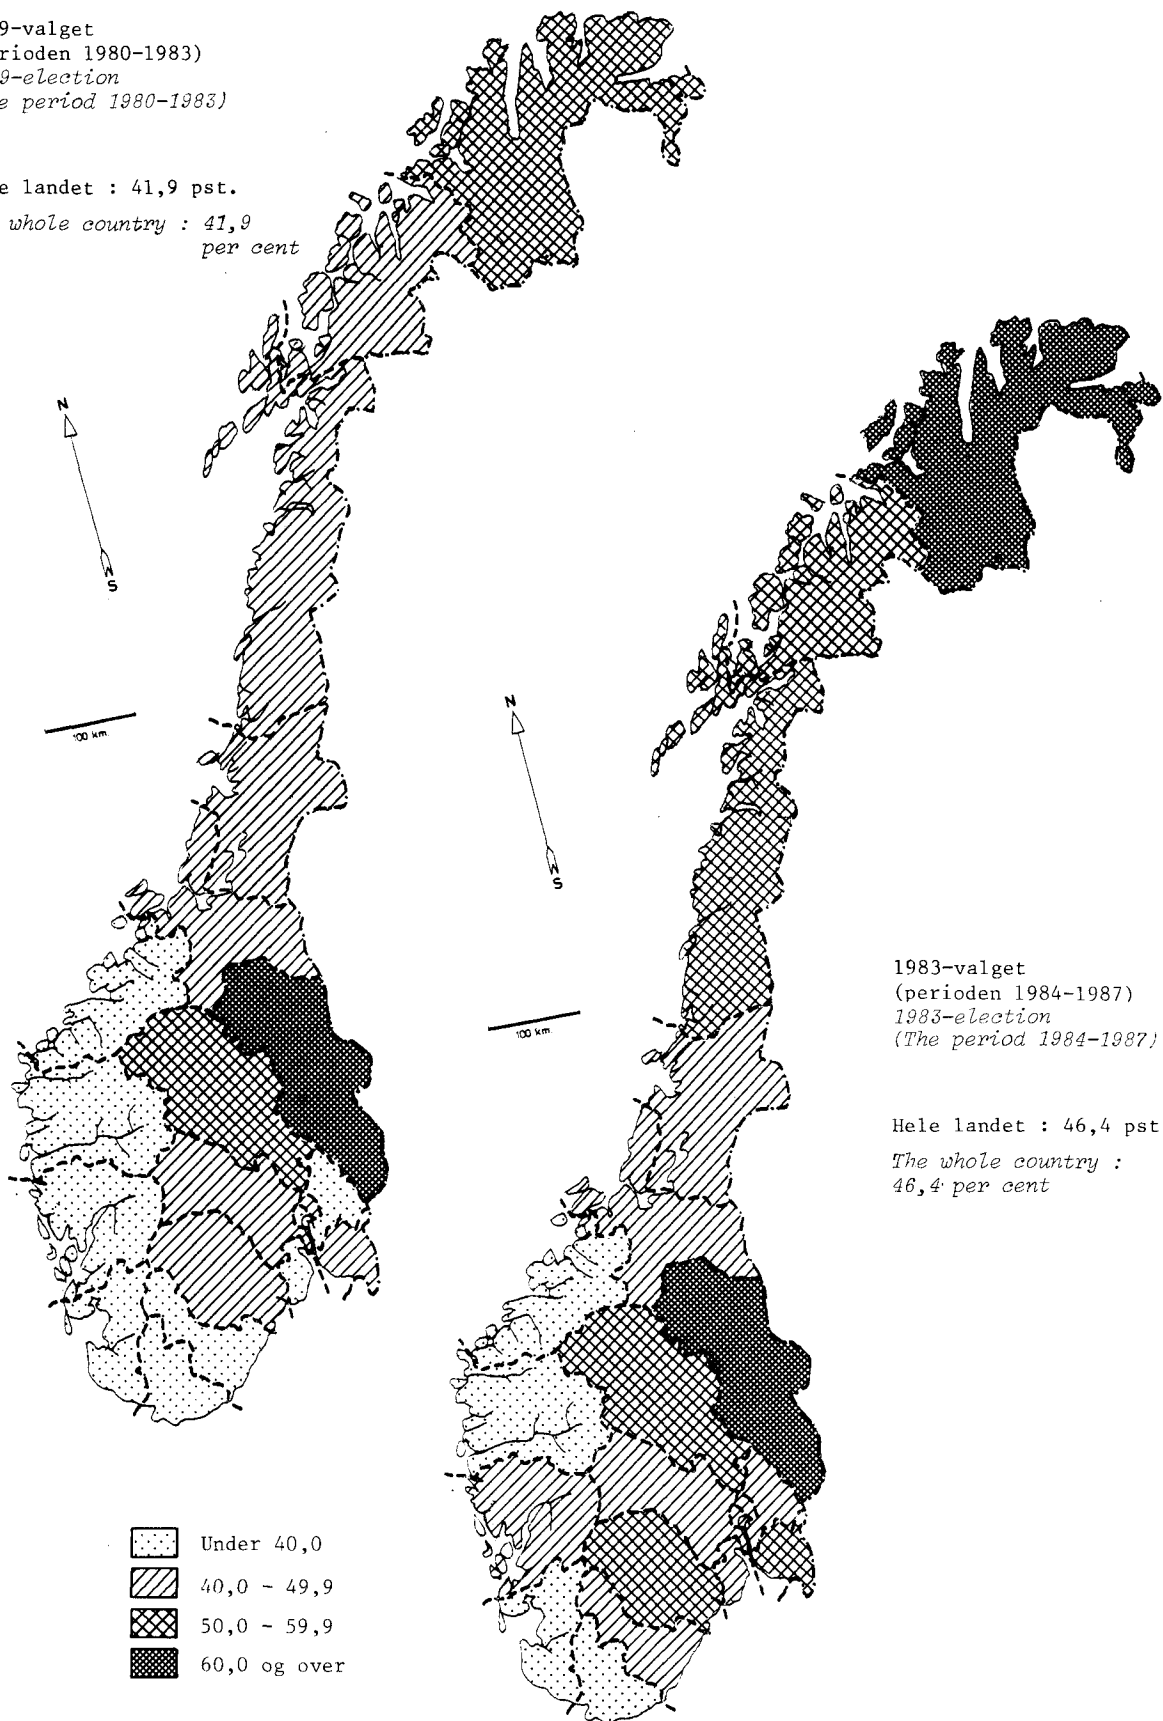 9-valget
rioden 1980-1983)
9-election
e period 1980-1983)
e landet : 41,9 pst.
whole country : 41,9
per cent
N
S
100 km.
N
S
100 km.
1983-valget
(perioden 1984-1987)
1983-election
(The period 1984-1987)
Hele landet : 46,4 pst
The whole country :
46,4 per cent
Under 40,0
40,0 - 49,9
50,0 - 59,9
60,0 og over